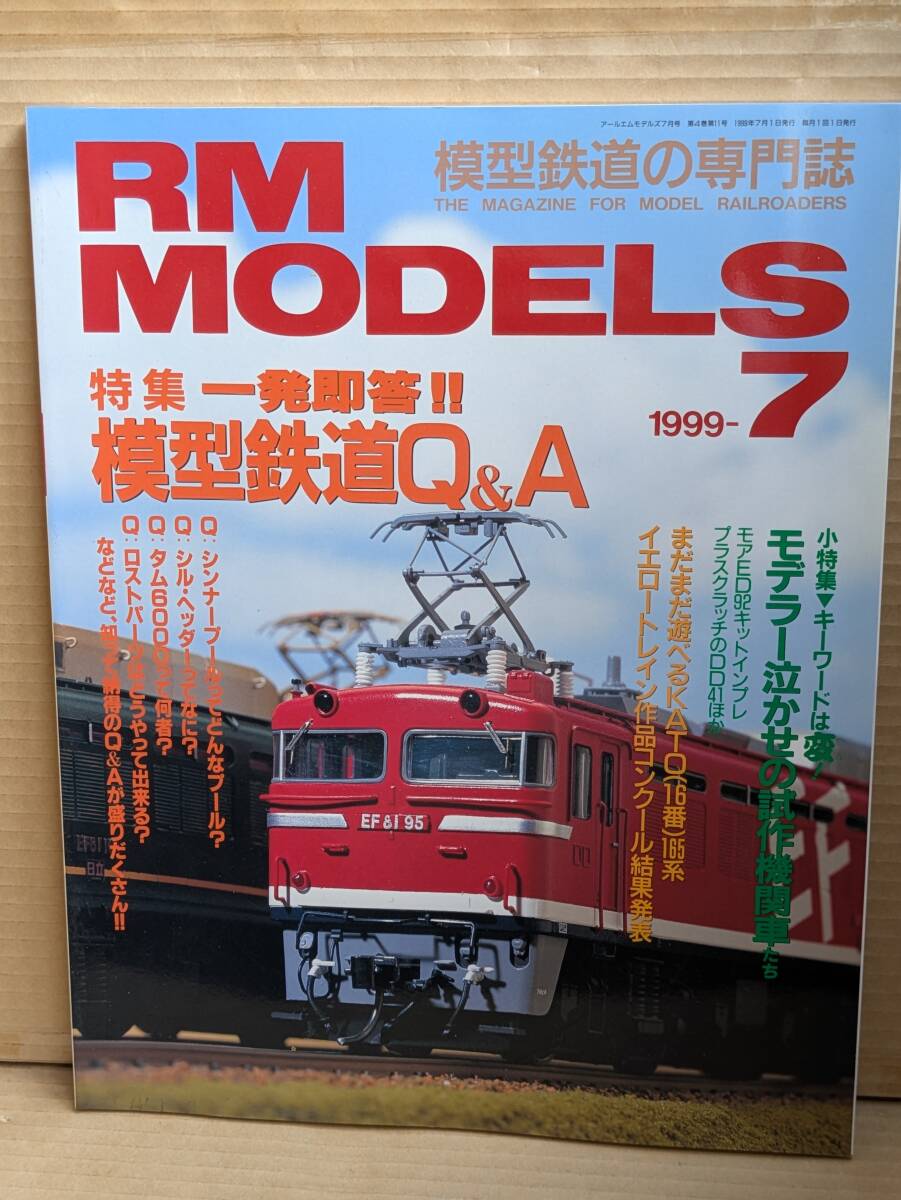 アールエムモデルズ7月号 第4巻第11号 1999年7月1日発行 毎月1回1日発行
RM
模型鉄道の専門誌
THE MAGAZINE FOR MODEL RAILROADERS
MODELS
1999-7
特集 一発即答!!
模型鉄道Q&A
小特集▼キーワードは変!
モデラー泣かせの試作機関車たち
モアED92キットインプレ
プラスクラッチのDD41ほか
まだまだ遊べるKATO(16番)165系
イエロートレイン作品コンクール結果発表
Q:シンナープールってどんなプール?
Q:シル・ヘッダーってなに?
Q:タム6000って何者?
Q:ロストパーツはどうやって出来る?
などなど、知って納得のQ&Aが盛りだくさん!!
EF81 95
EF
EF81
日立